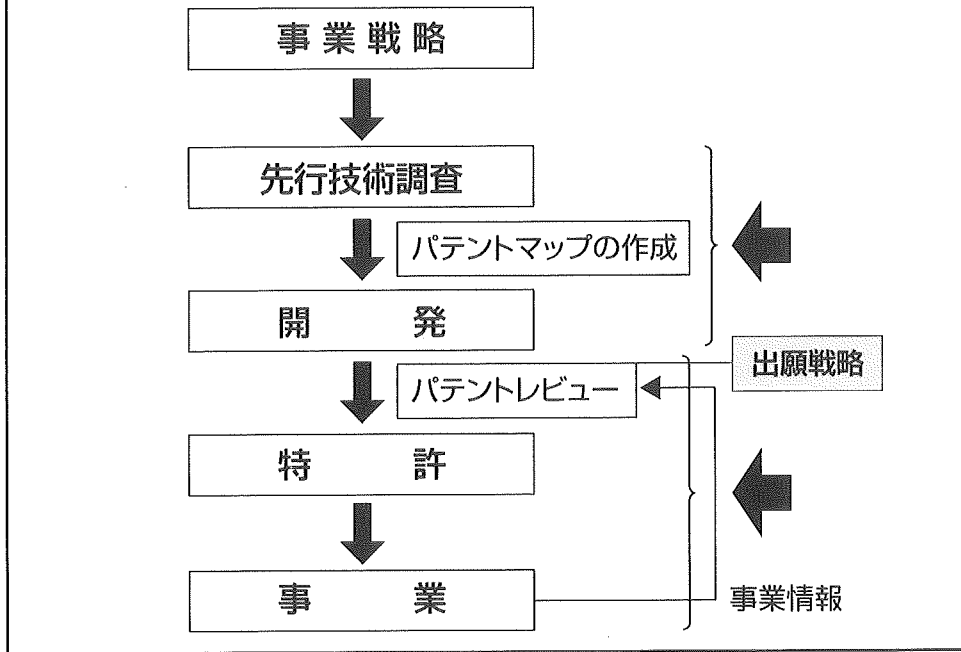 事業戦略
先行技術調査
パテントマップの作成
開発
出願戦略
パテントレビュー
特許
事業
事業情報